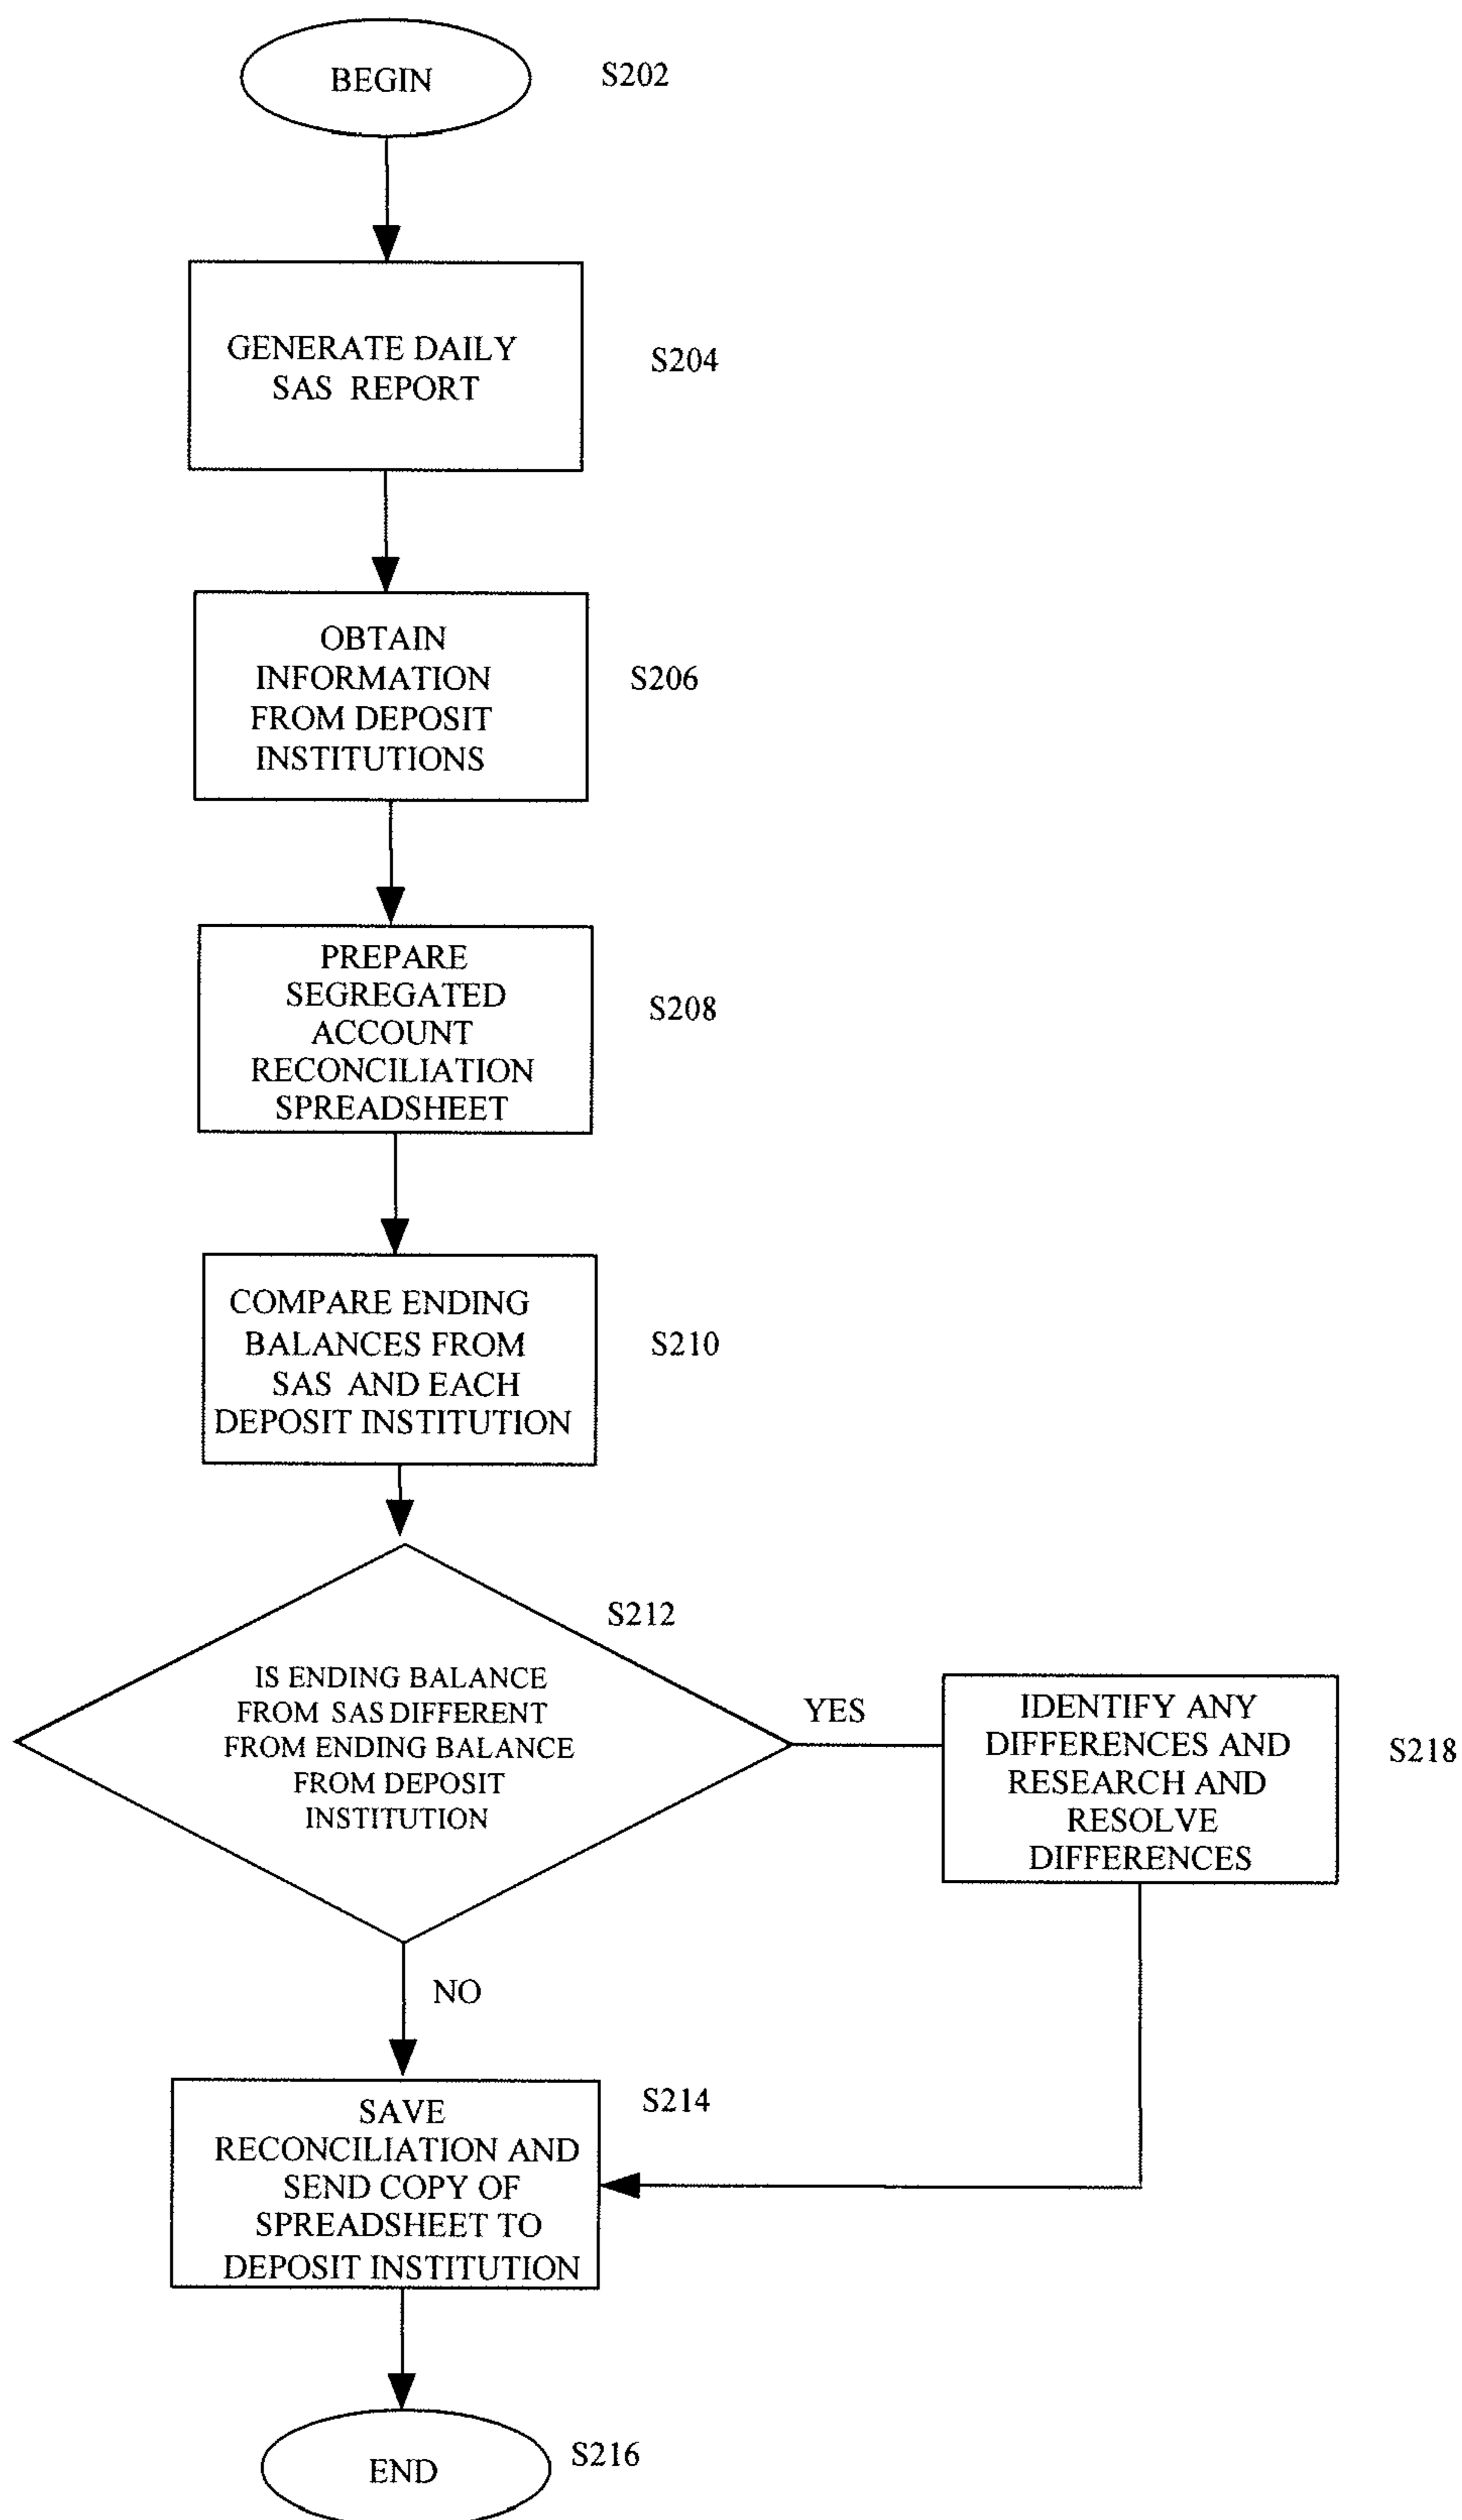 BEGIN
S202
GENERATE DAILY
SAS REPORT
S204
OBTAIN
INFORMATION
FROM DEPOSIT
INSTITUTIONS
S206
PREPARE
SEGREGATED
ACCOUNT
RECONCILIATION
SPREADSHEET
S208
COMPARE ENDING
BALANCES FROM
SAS AND EACH
DEPOSIT INSTITUTION
S210
S212
IS ENDING BALANCE
FROM SAS DIFFERENT
FROM ENDING BALANCE
FROM DEPOSIT
INSTITUTION
YES
IDENTIFY ANY
DIFFERENCES AND
RESEARCH AND
RESOLVE
DIFFERENCES
S218
NO
SAVE
RECONCILIATION AND
SEND COPY OF
SPREADSHEET TO
DEPOSIT INSTITUTION
S214
END
S216